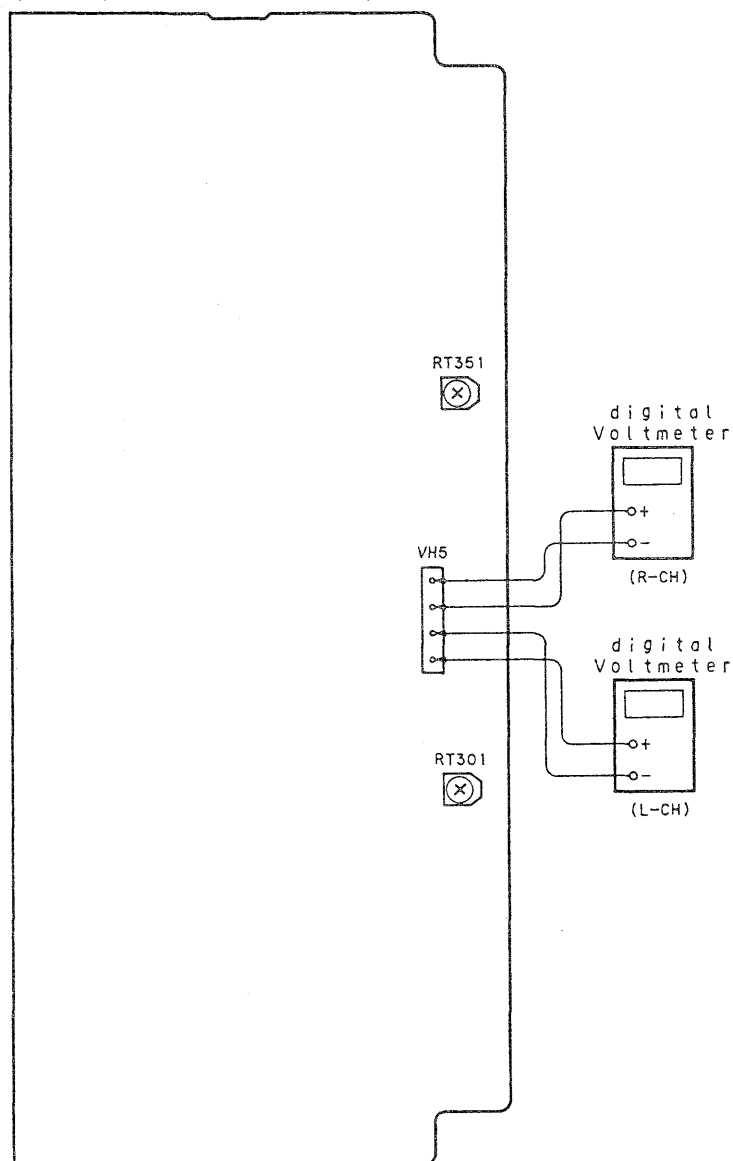 RT351
digital
Voltmeter
+
-
(R-CH)
VH5
digital
Voltmeter
+
-
(L-CH)
RT301